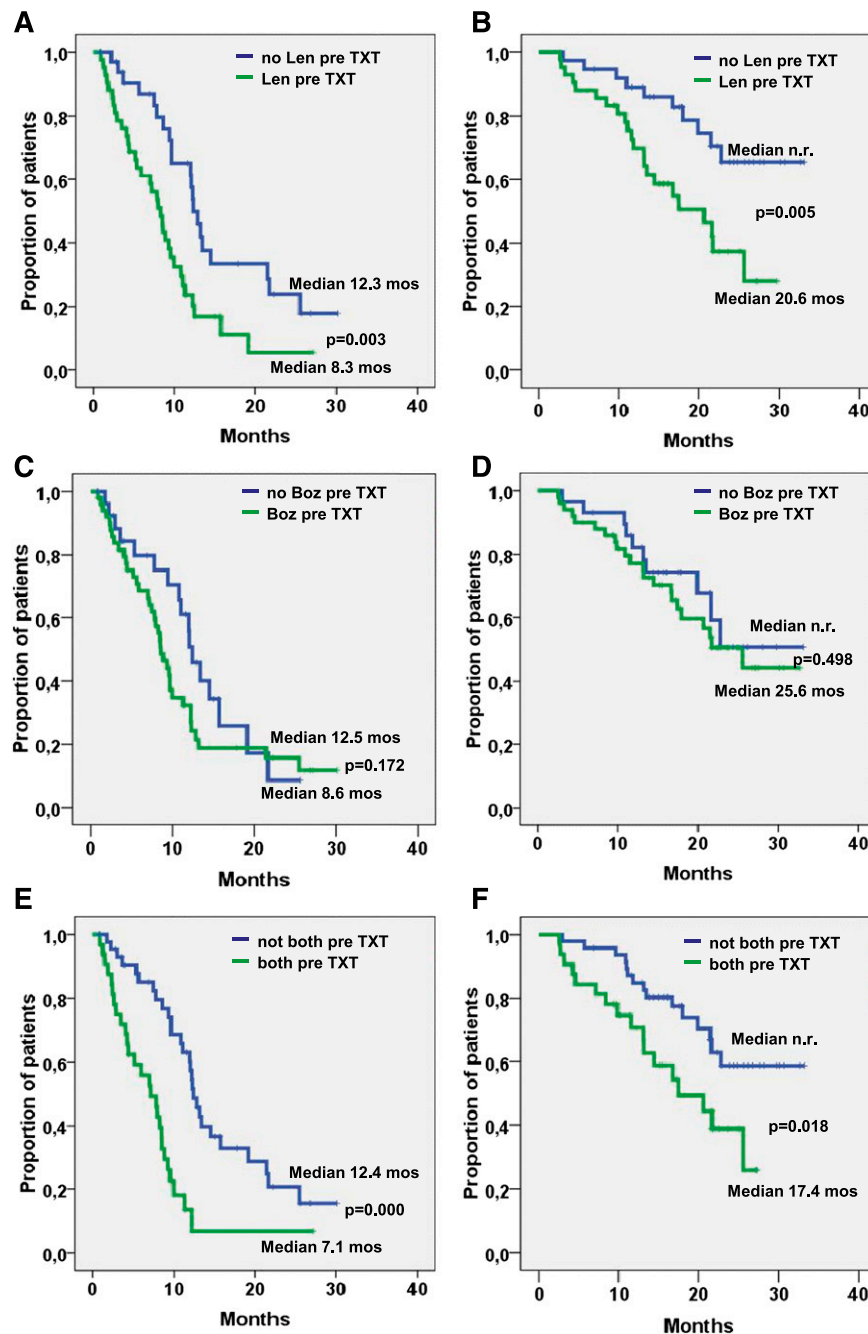 A
no Len pre TXT
Len pre TXT
Proportion of patients
1,0
0,8
0,6
0,4
0,2
0,0
Median 12.3 mos
p=0.003
Median 8.3 mos
0 10 20 30 40
Months
B
no Len pre TXT
Len pre TXT
Proportion of patients
1,0
0,8
0,6
0,4
0,2
0,0
Median n.r.
p=0.005
Median 20.6 mos
0 10 20 30 40
Months
C
no Boz pre TXT
Boz pre TXT
Proportion of patients
1,0
0,8
0,6
0,4
0,2
0,0
Median 12.5 mos
p=0.172
Median 8.6 mos
0 10 20 30 40
Months
D
no Boz pre TXT
Boz pre TXT
Proportion of patients
1,0
0,8
0,6
0,4
0,2
0,0
Median n.r.
p=0.498
Median 25.6 mos
0 10 20 30 40
Months
E
not both pre TXT
both pre TXT
Proportion of patients
1,0
0,8
0,6
0,4
0,2
0,0
Median 12.4 mos
p=0.000
Median 7.1 mos
0 10 20 30 40
Months
F
not both pre TXT
both pre TXT
Proportion of patients
1,0
0,8
0,6
0,4
0,2
0,0
Median n.r.
p=0.018
Median 17.4 mos
0 10 20 30 40
Months